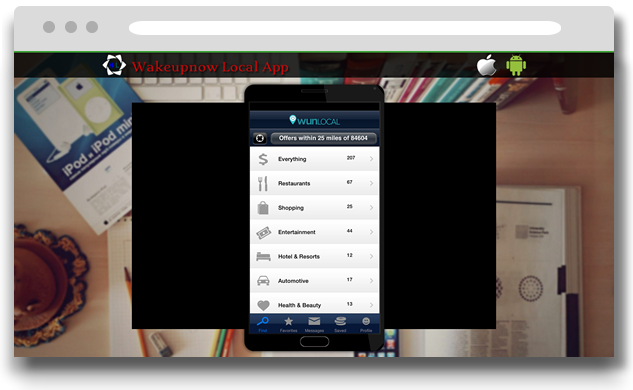 Wakeupnow Local App
iPod & iPod mini
wunLOCAL
Offers within 25 miles of 84604
Everything 207
Restaurants 67
Shopping 25
Entertainment 44
Hotel & Resorts 12
Automotive 17
Health & Beauty 13
Find Favorites Messages Saved Profile